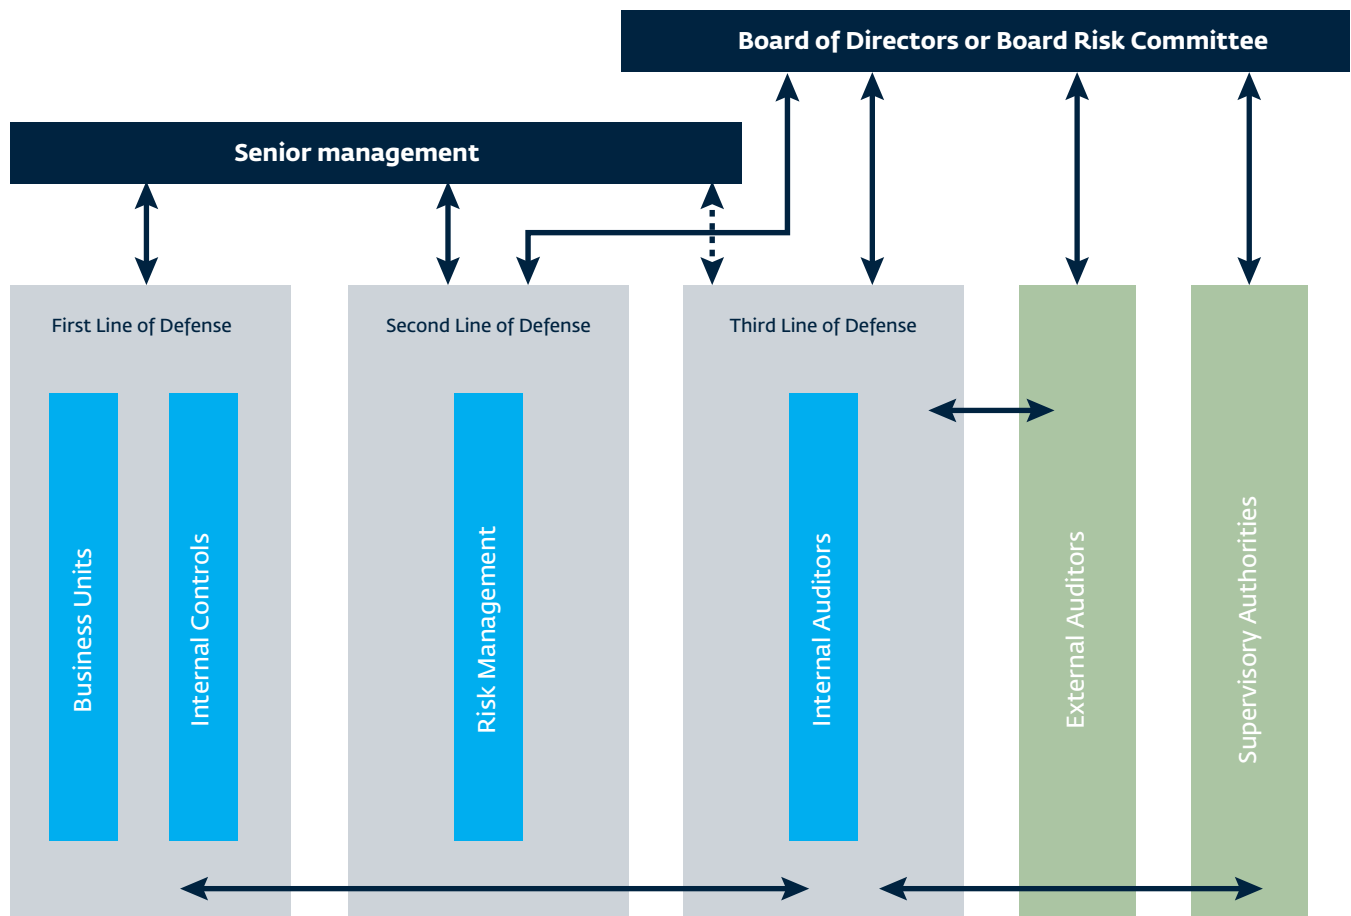 Board of Directors or Board Risk Committee
Senior management
First Line of Defense
Second Line of Defense
Third Line of Defense
Business Units
Internal Controls
Risk Management
Internal Auditors
External Auditors
Supervisory Authorities